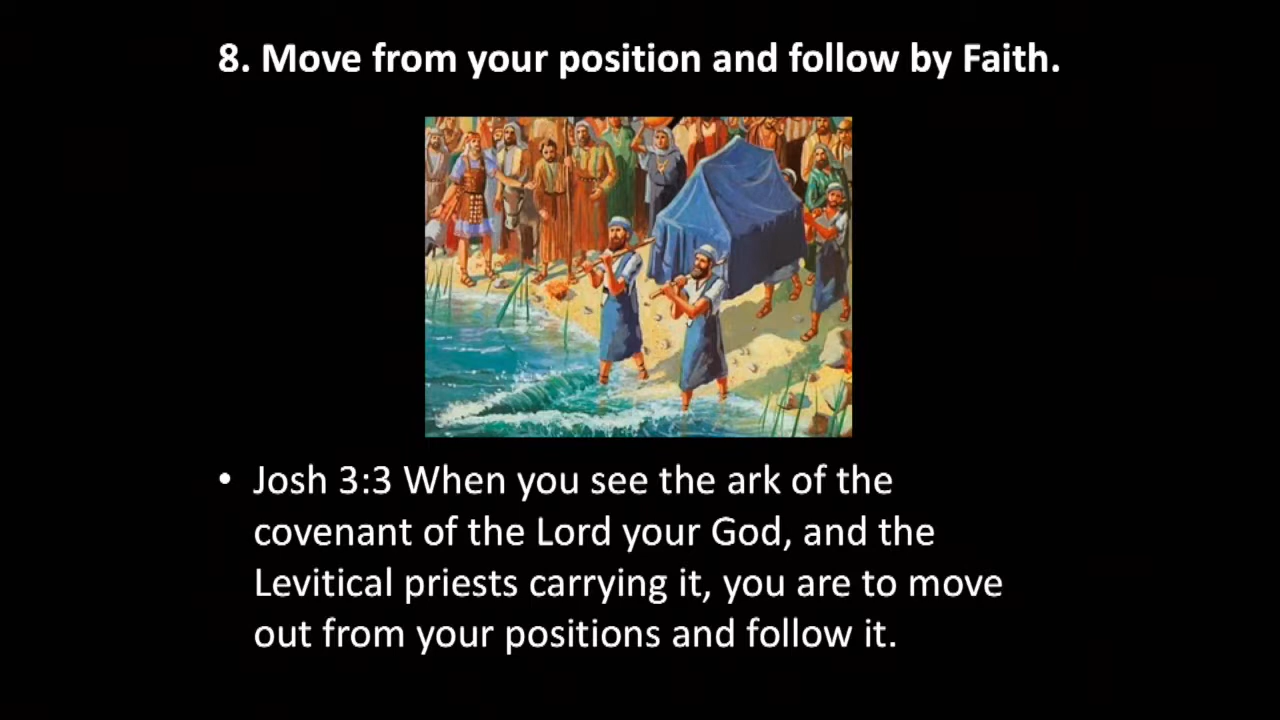 8. Move from your position and follow by Faith.
• Josh 3:3 When you see the ark of the
covenant of the Lord your God, and the
Levitical priests carrying it, you are to move
out from your positions and follow it.